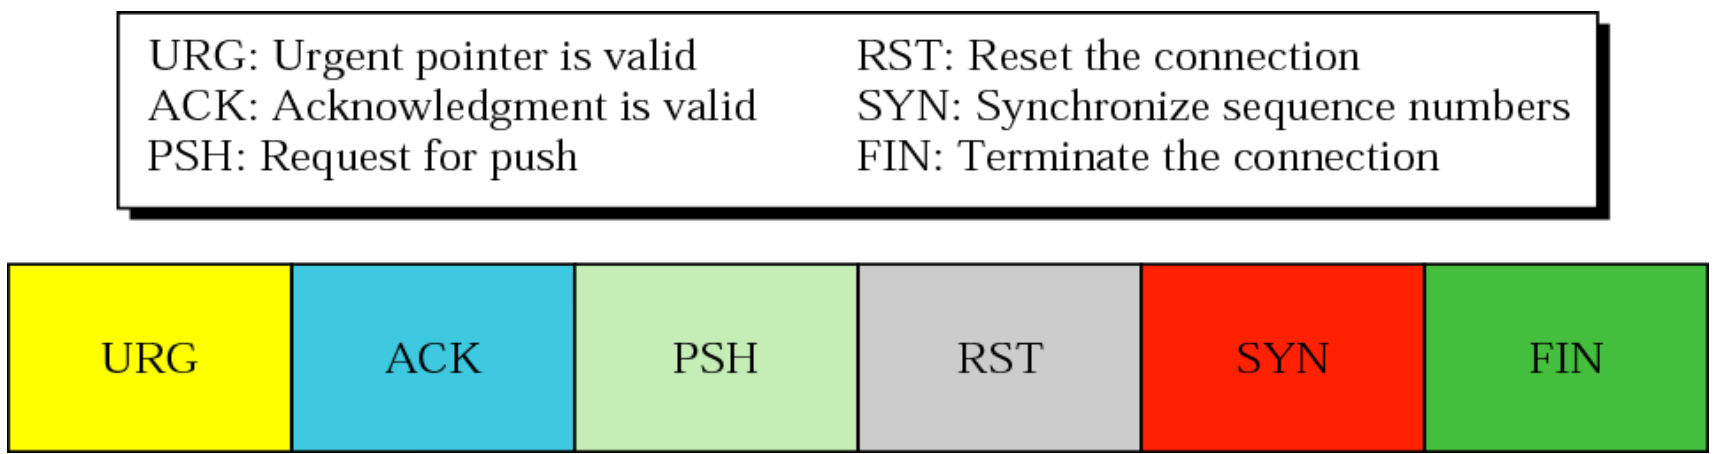 URG: Urgent pointer is valid
ACK: Acknowledgment is valid
PSH: Request for push
RST: Reset the connection
SYN: Synchronize sequence numbers
FIN: Terminate the connection
URG ACK PSH RST SYN FIN